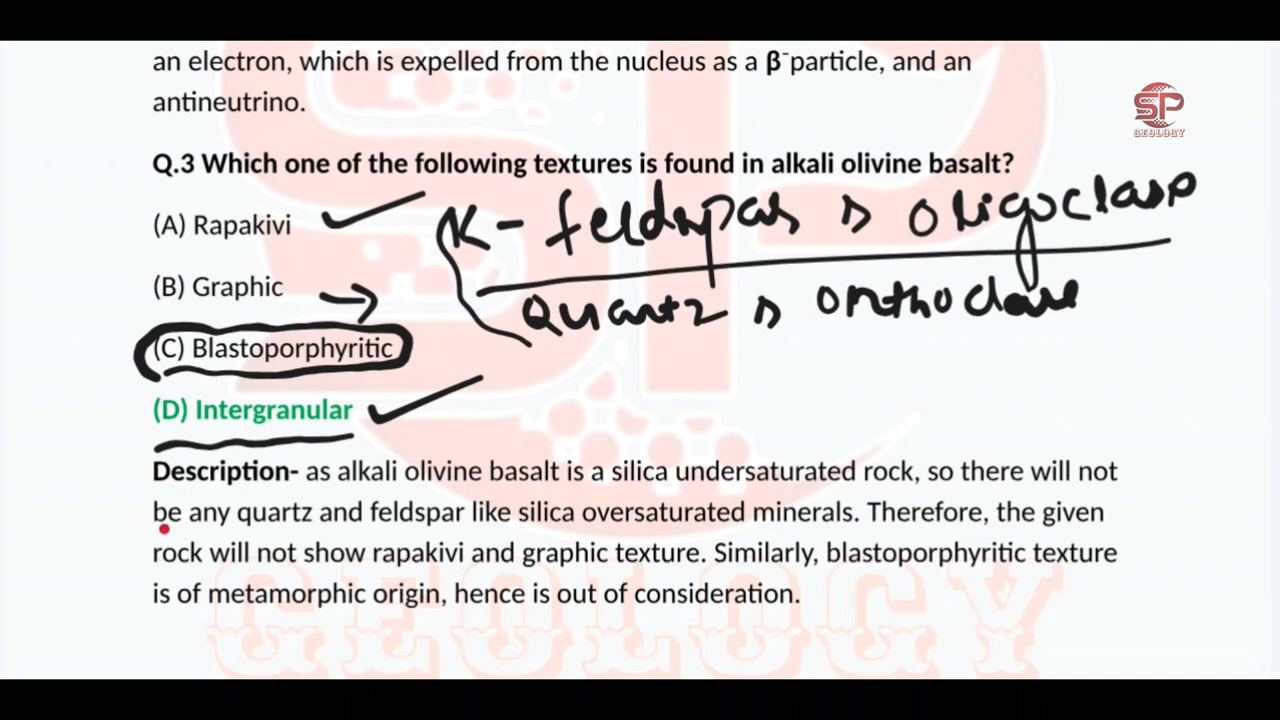 an electron, which is expelled from the nucleus as a β⁻particle, and an
antineutrino.
SP
GEOLOGY
Q.3 Which one of the following textures is found in alkali olivine basalt?
(A) Rapakivi
K- feldspar
oligoclase
(B) Graphic
Quartz
orthoclase
(C) Blastoporphyritic
(D) Intergranular
Description- as alkali olivine basalt is a silica undersaturated rock, so there will not
be any quartz and feldspar like silica oversaturated minerals. Therefore, the given
rock will not show rapakivi and graphic texture. Similarly, blastoporphyritic texture
is of metamorphic origin, hence is out of consideration.
SP
GEOLOGY